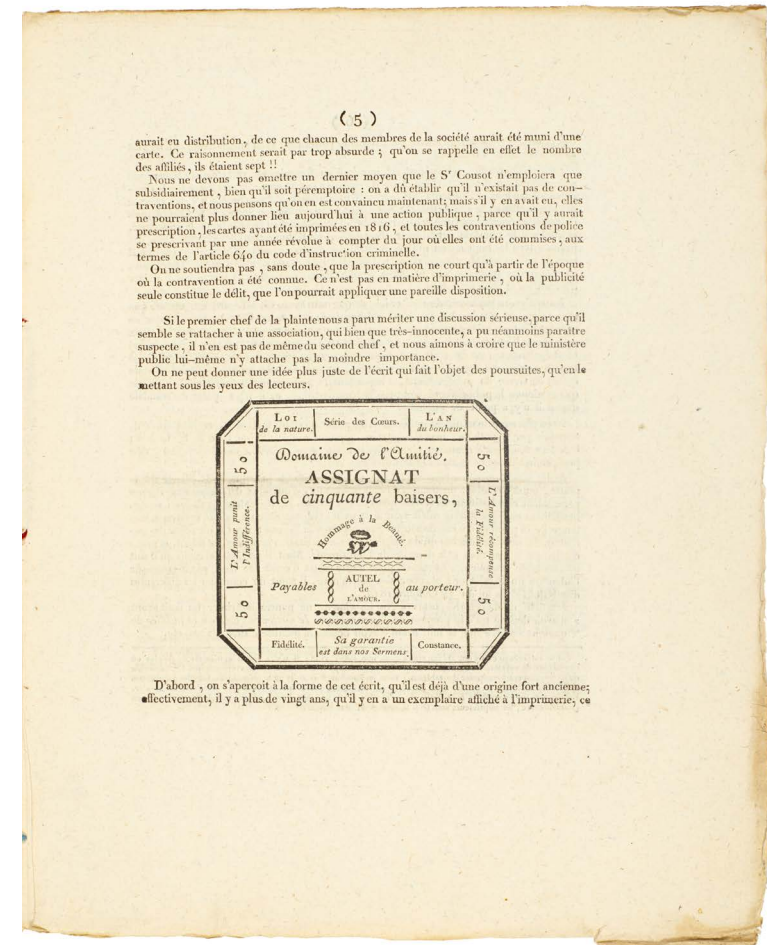 ( 5 )
aurait eu distribution, de ce que chacun des membres de la société aurait été muni d'une
carte. Ce raisonnement serait par trop absurde ; qu'on se rappelle en effet le nombre
des affiliés, ils étaient sept !!
Nous ne devons pas omettre un dernier moyen que le Sr Cousot n'emploiera que
subsidiairement, bien qu'il soit péremptoire : on a dû établir qu'il n'existait pas de con-
traventions, et nous pensons qu'on en est convaincu maintenant; mais s'il y en avait eu, elles
ne pourraient plus donner lieu aujourd'hui à une action publique, parce qu'il y aurait
prescription, les cartes ayant été imprimées en 1816, et toutes les contraventions de police
se prescrivant par une année révolue à compter du jour où elles ont été commises, aux
termes de l'article 640 du code d'instruction criminelle.
On ne soutiendra pas, sans doute, que la prescription ne court qu'à partir de l'époque
où la contravention a été connue. Ce n'est pas en matière d'imprimerie, où la publicité
seule constitue le délit, que l'on pourrait appliquer une pareille disposition.
Si le premier chef de la plainte nous a paru mériter une discussion sérieuse, parce qu'il
semble se rattacher à une association, qui bien que très-innocente, a pu néanmoins paraître
suspecte, il n'en est pas de même du second chef, et nous aimons à croire que le ministère
public lui-même n'y attache pas la moindre importance.
On ne peut donner une idée plus juste de l'écrit qui fait l'objet des poursuites, qu'en le
mettant sous les yeux des lecteurs.
LOI
de la nature.
Série des Cœurs.
L'AN
du bonheur.
50
L'Amour punit
l'Indifférence.
50
Domaine de l'Amitié.
ASSIGNAT
de cinquante baisers,
Hommage à la Beauté.
Payables
AUTEL
de
L'AMOUR.
au porteur.
50
L'Amour récompense
la Fidélité.
50
Fidélité.
Sa garantie
est dans nos Sermens.
Constance.
D'abord, on s'aperçoit à la forme de cet écrit, qu'il est déjà d'une origine fort ancienne;
effectivement, il y a plus de vingt ans, qu'il y en a un exemplaire affiché à l'imprimerie, ce